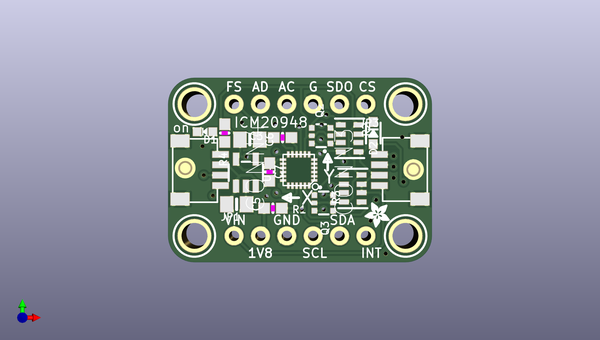 FS AD AC G SDO CS
ICM20948
on
Y
X
VIN GND SDA
1V8 SCL INT